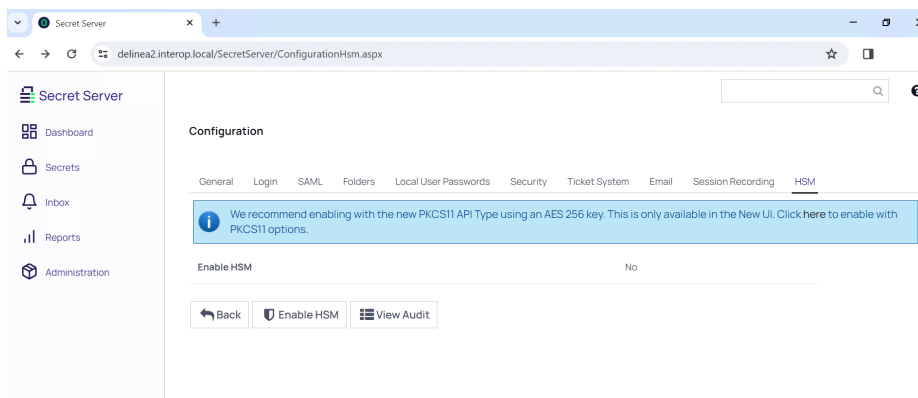 Secret Server
delinea2.interop.local/SecretServer/ConfigurationHsm.aspx
Secret Server
Dashboard
Secrets
Inbox
Reports
Administration
Configuration
General Login SAML Folders Local User Passwords Security Ticket System Email Session Recording HSM
We recommend enabling with the new PKCS11 API Type using an AES 256 key. This is only available in the New UI. Click here to enable with
PKCS11 options.
Enable HSM No
Back Enable HSM View Audit